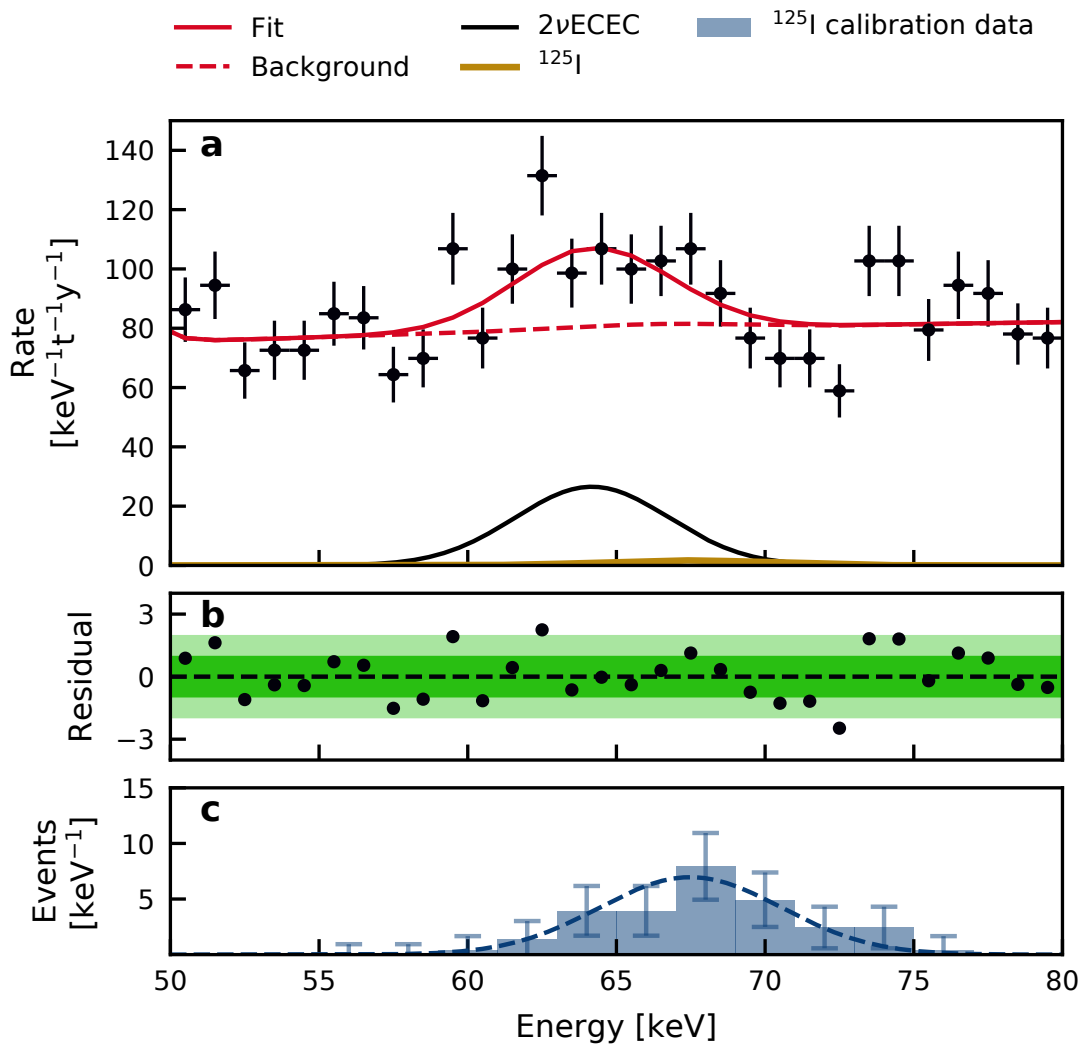 Fit
Background
2νECEC
¹²⁵I
¹²⁵I calibration data
a
140
120
100
80
60
40
20
0
Rate
[keV⁻¹t⁻¹y⁻¹]
b
3
0
−3
Residual
c
15
10
5
Events
[keV⁻¹]
50
55
60
65
70
75
80
Energy [keV]